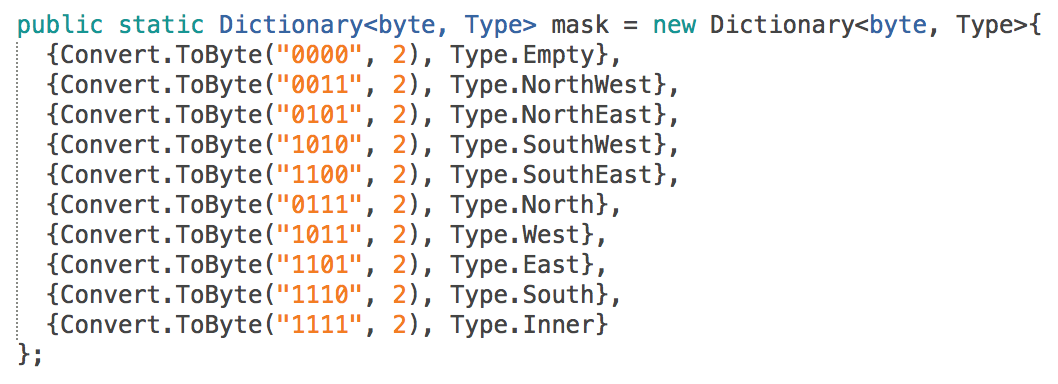 public static Dictionary<byte, Type> mask = new Dictionary<byte, Type>{
  {Convert.ToByte("0000", 2), Type.Empty},
  {Convert.ToByte("0011", 2), Type.NorthWest},
  {Convert.ToByte("0101", 2), Type.NorthEast},
  {Convert.ToByte("1010", 2), Type.SouthWest},
  {Convert.ToByte("1100", 2), Type.SouthEast},
  {Convert.ToByte("0111", 2), Type.North},
  {Convert.ToByte("1011", 2), Type.West},
  {Convert.ToByte("1101", 2), Type.East},
  {Convert.ToByte("1110", 2), Type.South},
  {Convert.ToByte("1111", 2), Type.Inner}
};